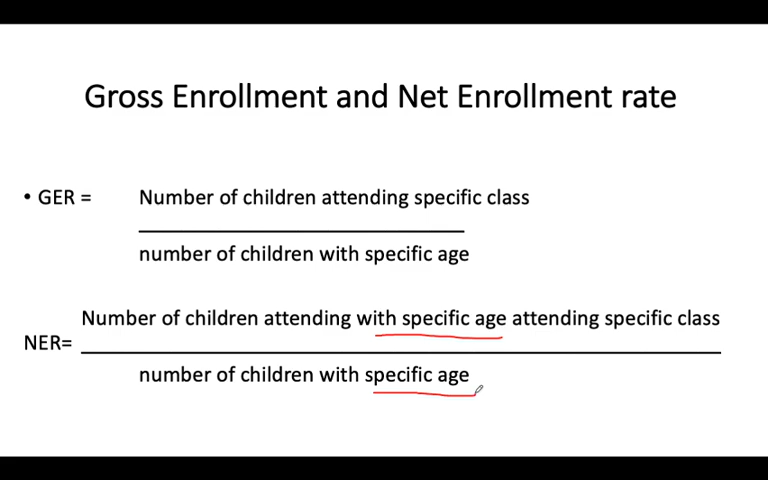 Gross Enrollment and Net Enrollment rate
• GER = Number of children attending specific class
number of children with specific age
Number of children attending with specific age attending specific class
NER=
number of children with specific age